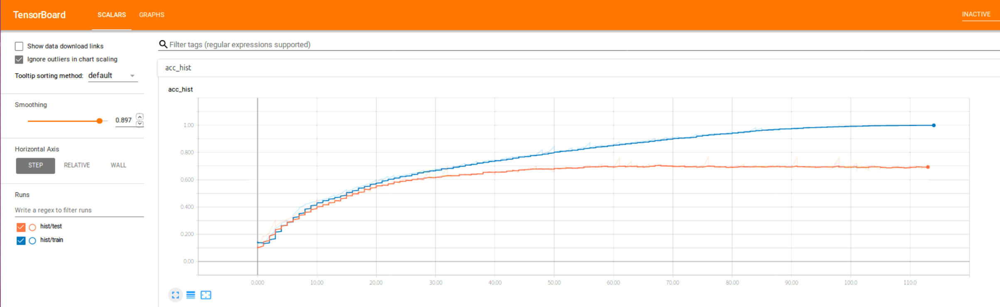 TensorBoard SCALARS GRAPHS INACTIVE
Show data download links
Ignore outliers in chart scaling
Tooltip sorting method: default
Smoothing
0.897
Horizontal Axis
STEP RELATIVE WALL
Runs
Write a regex to filter runs
hist/test
hist/train
Filter tags (regular expressions supported)
acc_hist
acc_hist
1.00
0.800
0.600
0.400
0.200
0.00
0.000 10.00 20.00 30.00 40.00 50.00 60.00 70.00 80.00 90.00 100.0 110.0